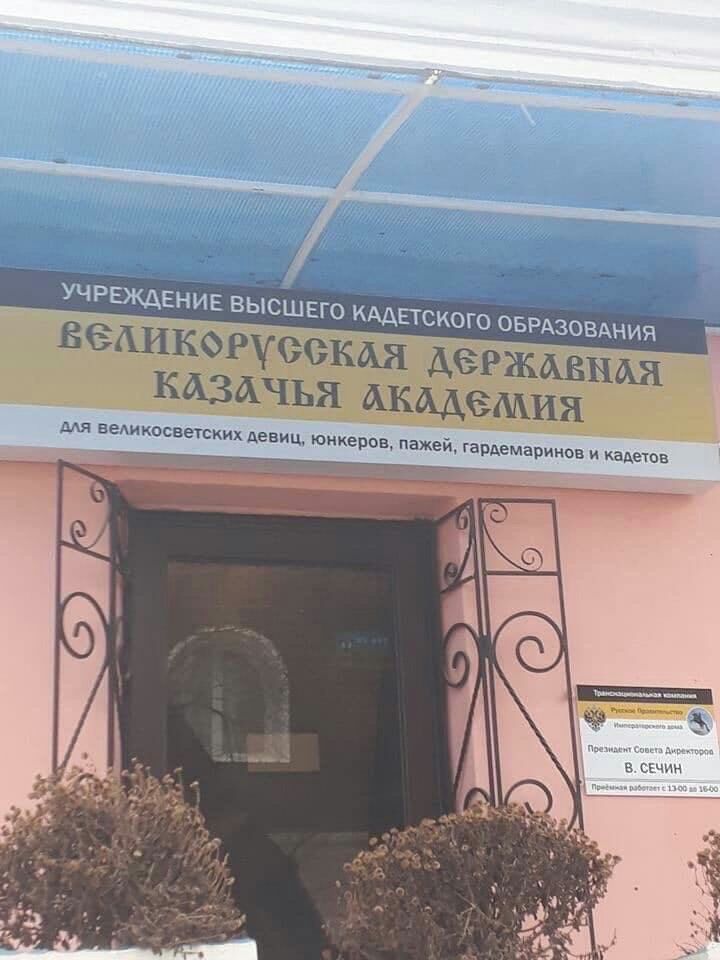 УЧРЕЖДЕНИЕ ВЫСШЕГО КАДЕТСКОГО ОБРАЗОВАНИЯ
ВЕЛИКОРУССКАЯ ДЕРЖАВНАЯ
КАЗАЧЬЯ АКАДЕМИЯ
для великосветских девиц, юнкеров, пажей, гардемаринов и кадетов
Транснациональная компания
Русское Правительство
Императорского дома
Президент Совета Директоров
В. СЕЧИН
Приёмная работает с 13-00 до 16-00